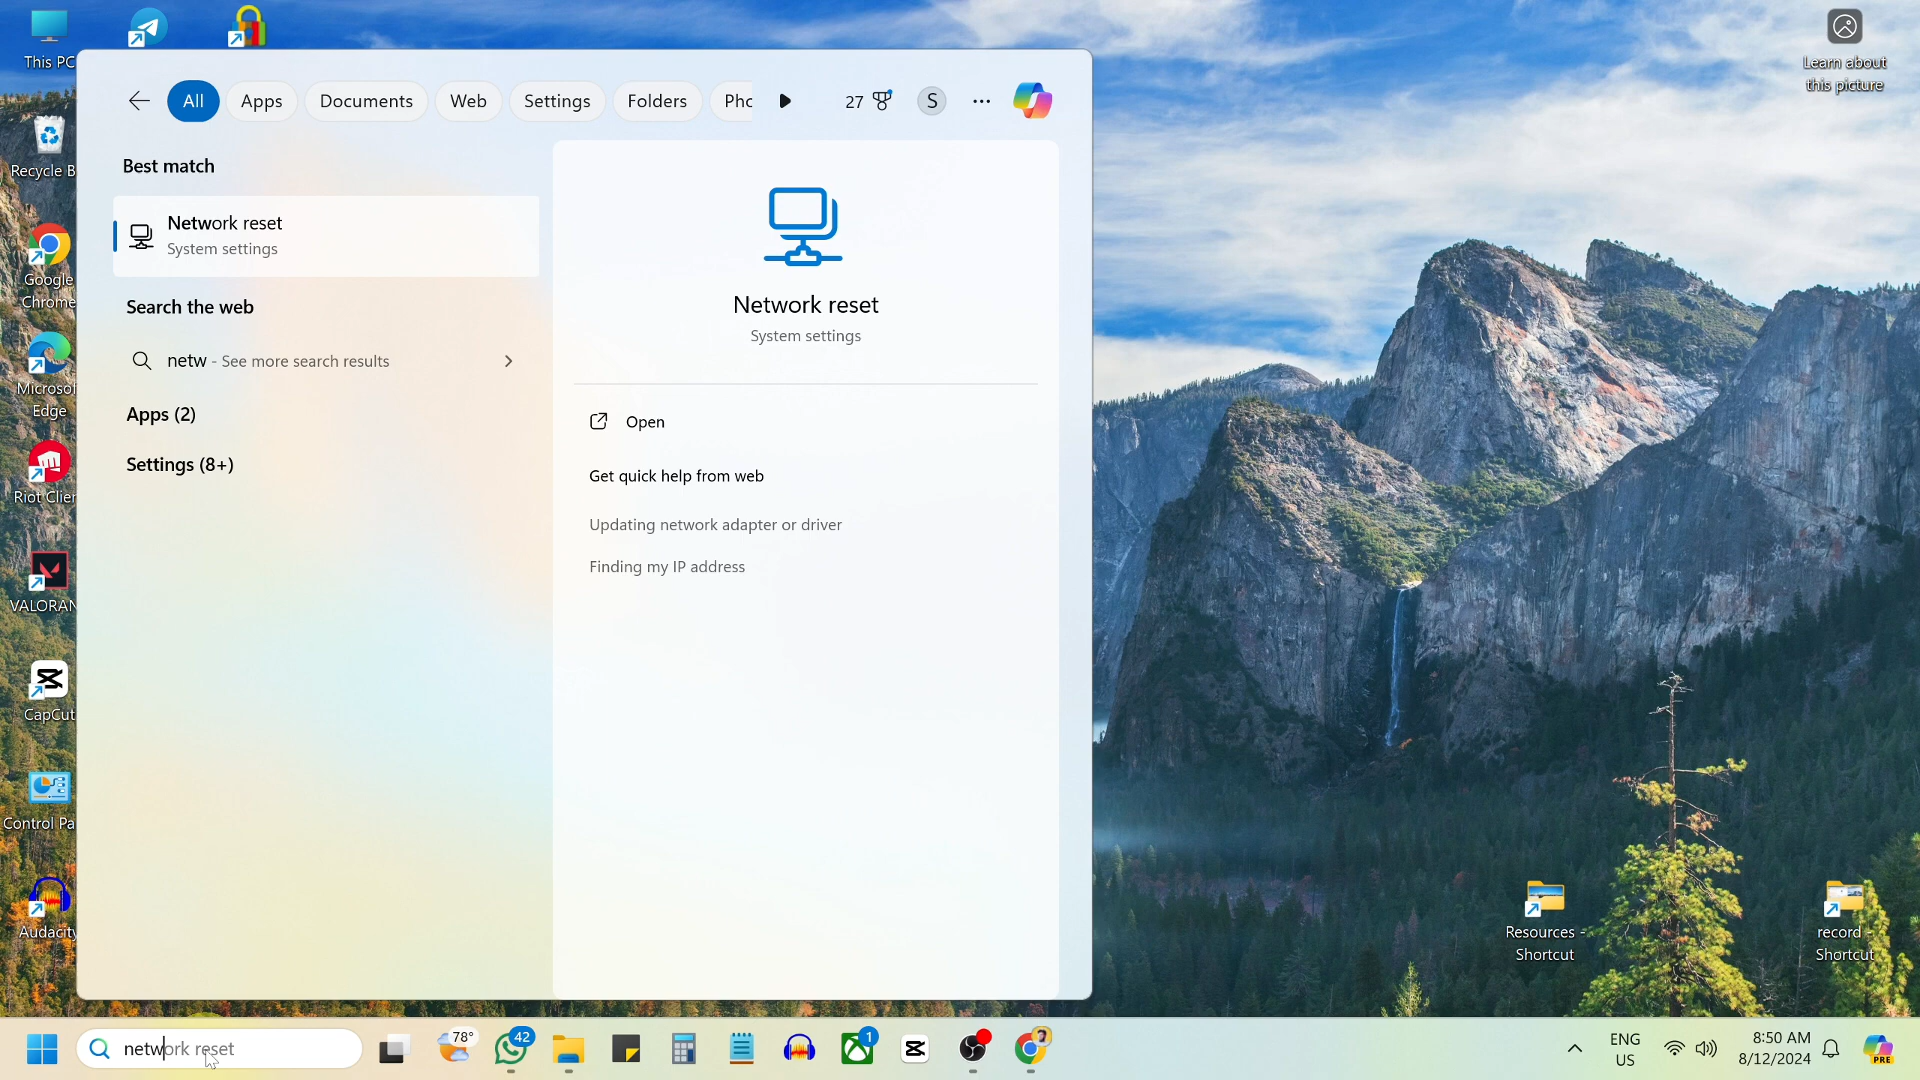 This PC
Learn about
this picture
All
Apps
Documents
Web
Settings
Folders
Pho
27
S
Recycle B
Best match
Network reset
System settings
Search the web
netw - See more search results
Apps (2)
Settings (8+)
Network reset
System settings
Open
Get quick help from web
Updating network adapter or driver
Finding my IP address
Google
Chrome
Microsof
Edge
Riot Clien
VALORAN
CapCut
Control Pa
Audacity
Resources -
Shortcut
record -
Shortcut
network reset
78°
42
1
ENG
US
8:50 AM
8/12/2024
PRE